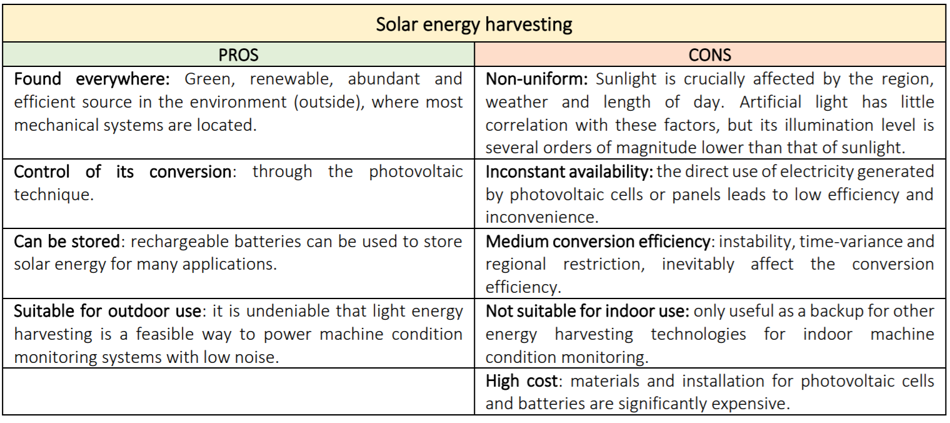 Solar energy harvesting
PROS
CONS
Found everywhere: Green, renewable, abundant and
efficient source in the environment (outside), where most
mechanical systems are located.
Non-uniform: Sunlight is crucially affected by the region,
weather and length of day. Artificial light has little
correlation with these factors, but its illumination level is
several orders of magnitude lower than that of sunlight.
Control of its conversion: through the photovoltaic
technique.
Inconstant availability: the direct use of electricity generated
by photovoltaic cells or panels leads to low efficiency and
inconvenience.
Can be stored: rechargeable batteries can be used to store
solar energy for many applications.
Medium conversion efficiency: instability, time-variance and
regional restriction, inevitably affect the conversion
efficiency.
Suitable for outdoor use: it is undeniable that light energy
harvesting is a feasible way to power machine condition
monitoring systems with low noise.
Not suitable for indoor use: only useful as a backup for other
energy harvesting technologies for indoor machine
condition monitoring.
High cost: materials and installation for photovoltaic cells
and batteries are significantly expensive.